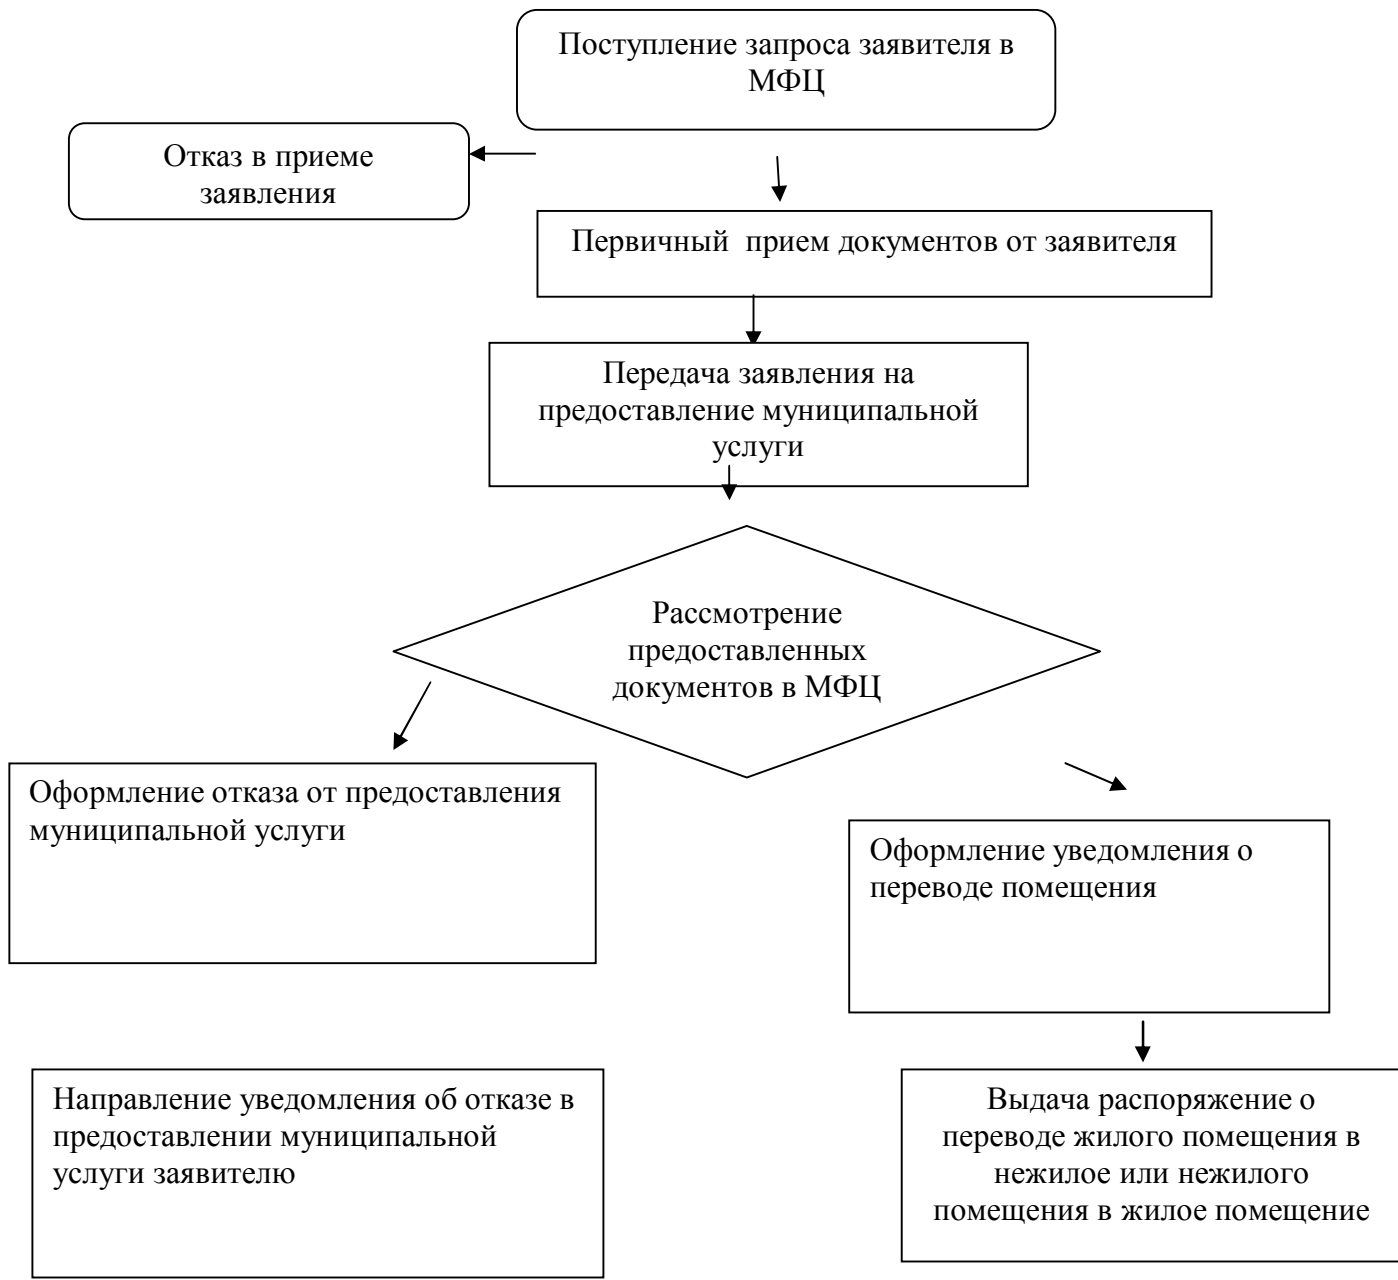 Поступление запроса заявителя в
МФЦ
Отказ в приеме
заявления
Первичный прием документов от заявителя
Передача заявления на
предоставление муниципальной
услуги
Рассмотрение
предоставленных
документов в МФЦ
Оформление отказа от предоставления
муниципальной услуги
Оформление уведомления о
переводе помещения
Направление уведомления об отказе в
предоставлении муниципальной
услуги заявителю
Выдача распоряжение о
переводе жилого помещения в
нежилое или нежилого
помещения в жилое помещение